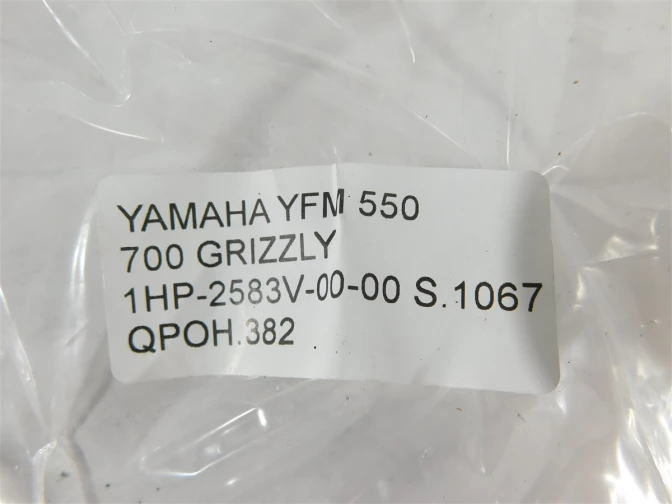 YAMAHA YFM 550
700 GRIZZLY
1HP-2583V-00-00 S.1067
QPOH.382